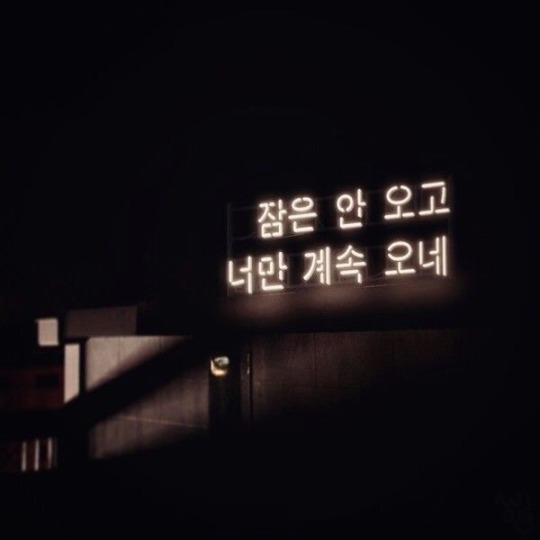 잠은 안 오고
너만 계속 오네